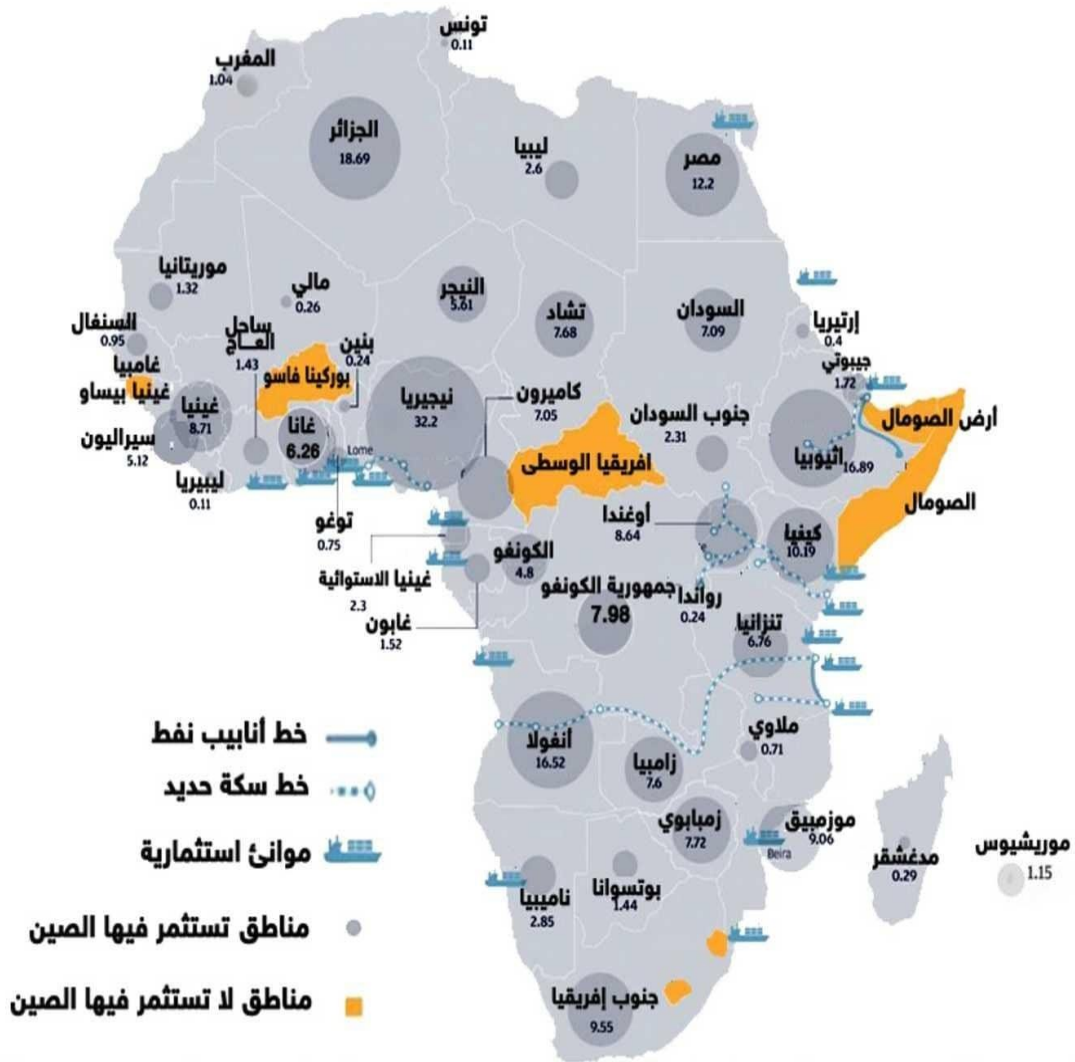 تونس
0.11
المغرب
1.04
الجزائر
18.69
ليبيا
2.6
مصر
12.2
موريتانيا
1.32
مالي
0.26
النيجر
5.61
تشاد
7.68
السودان
7.09
إرتيريا
0.4
السنغال
0.95
ساحل
العاج
1.43
بنين
0.24
جيبوتي
1.72
غامبيا
غينيا بيساو
بوركينا فاسو
نيجيريا
32.2
كاميرون
7.05
جنوب السودان
2.31
أرض الصومال
غينيا
8.71
غانا
6.26
Lome
سيراليون
5.12
افريقيا الوسطى
اثيوبيا
16.89
ليبيريا
0.11
الصومال
توغو
0.75
أوغندا
8.64
كينيا
10.19
الكونغو
4.8
غينيا الاستوائية
2.3
جمهورية الكونغو
7.98
رواندا
0.24
غابون
1.52
تنزانيا
6.76
خط أنابيب نفط
أنغولا
16.52
ملاوي
0.71
زامبيا
7.6
خط سكة حديد
زمبابوي
7.72
موزمبيق
9.06
Beira
موانئ استثمارية
مدغشقر
0.29
موريشيوس
1.15
ناميبيا
2.85
بوتسوانا
1.44
مناطق تستثمر فيها الصين
جنوب إفريقيا
9.55
مناطق لا تستثمر فيها الصين